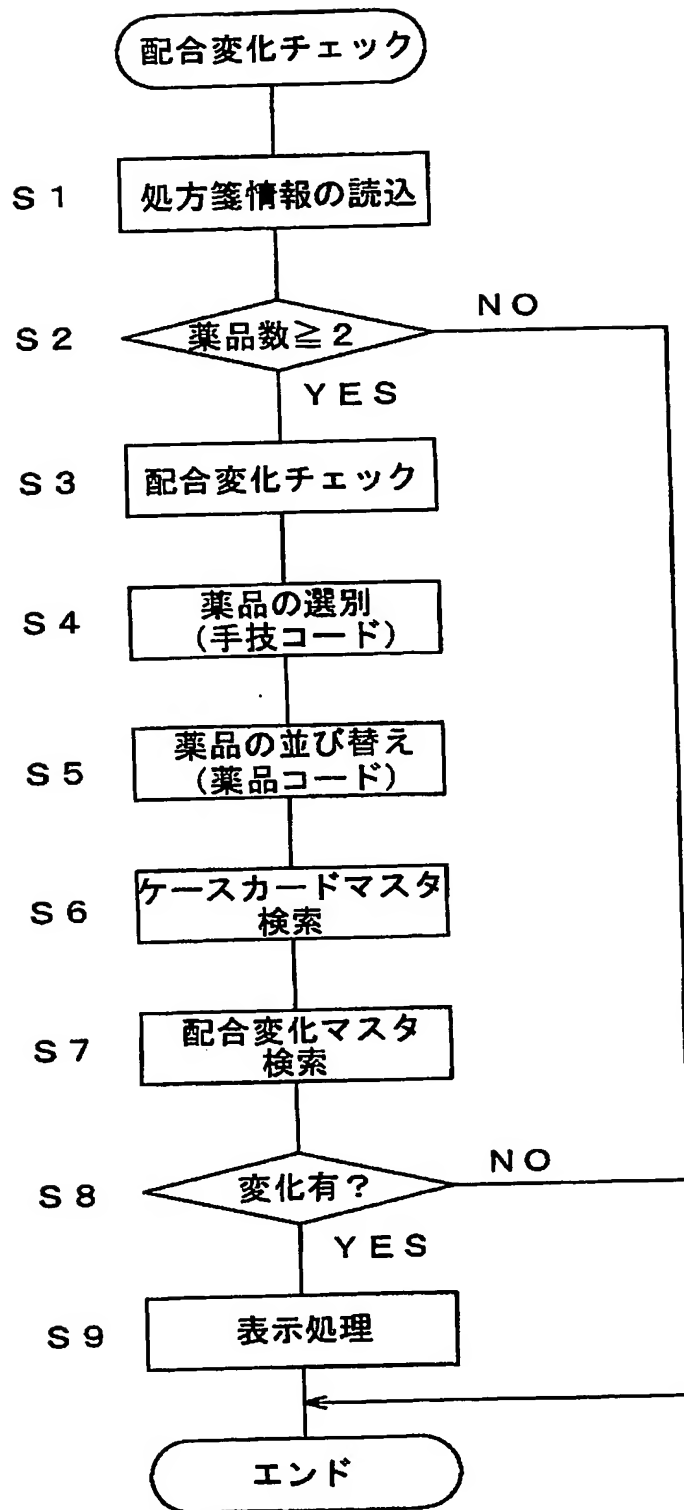 配合変化チェック
S1 処方箋情報の読込
S2 薬品数≧2 NO
YES
S3 配合変化チェック
S4 薬品の選別
(手技コード)
S5 薬品の並び替え
(薬品コード)
S6 ケースカードマスタ
検索
S7 配合変化マスタ
検索
S8 変化有? NO
YES
S9 表示処理
エンド